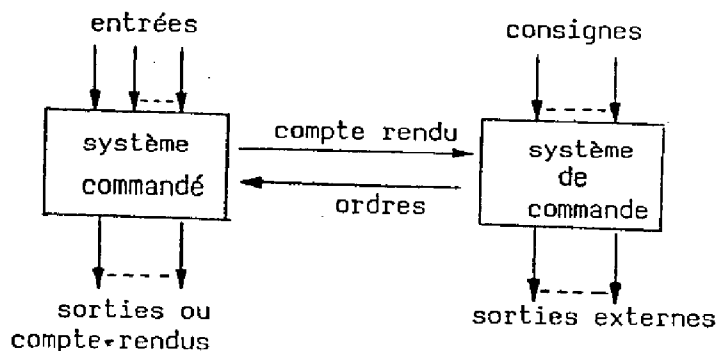 entrées
consignes
système
commandé
compte rendu
ordres
système
de
commande
sorties ou
compte-rendus
sorties externes